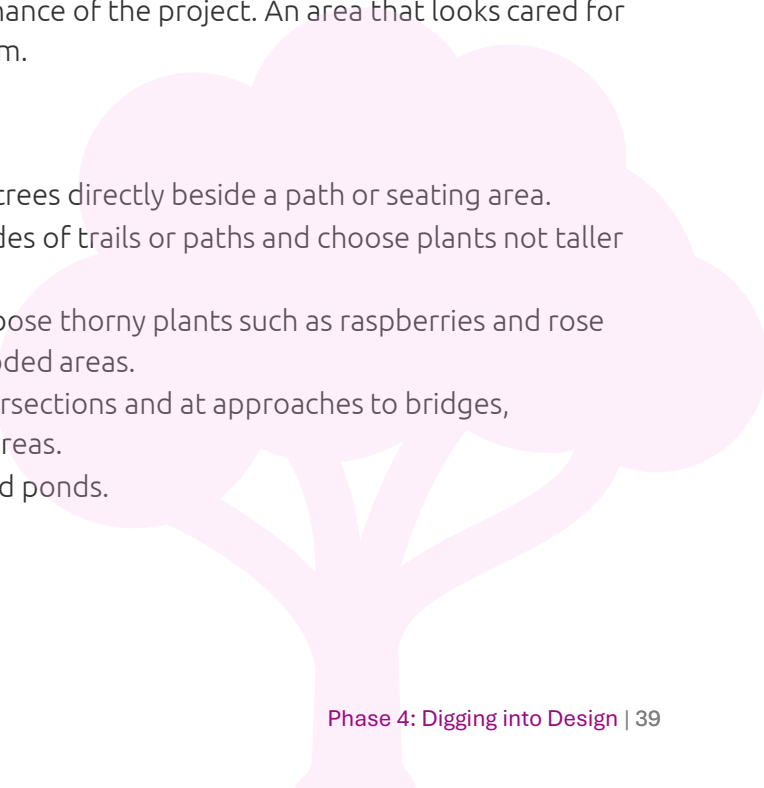 nance of the project. An area that looks cared for
m.
trees directly beside a path or seating area.
des of trails or paths and choose plants not taller
oose thorny plants such as raspberries and rose
oded areas.
rsections and at approaches to bridges,
reas.
d ponds.
Phase 4: Digging into Design | 39